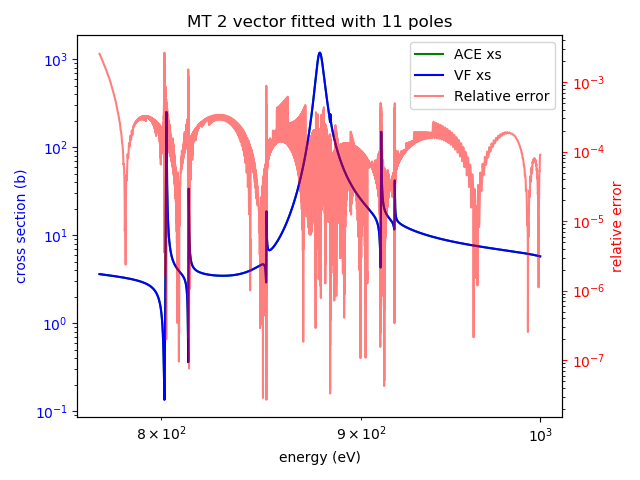 MT 2 vector fitted with 11 poles
ACE xs
VF xs
Relative error
cross section (b)
10³
10²
10¹
10⁰
10⁻¹
10⁻³
10⁻⁴
10⁻⁵
10⁻⁶
10⁻⁷
relative error
8 × 10²
9 × 10²
10³
energy (eV)